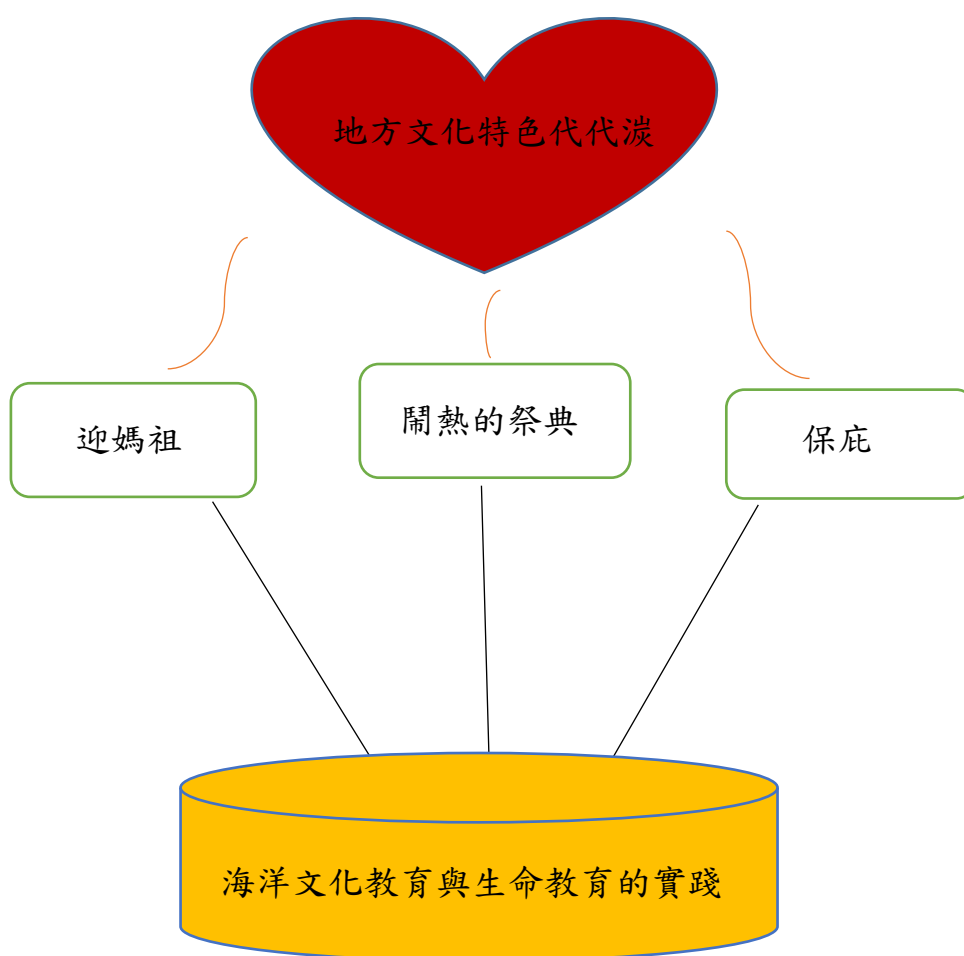 地方文化特色代代湠
迎媽祖
鬧熱的祭典
保庇
海洋文化教育與生命教育的實踐